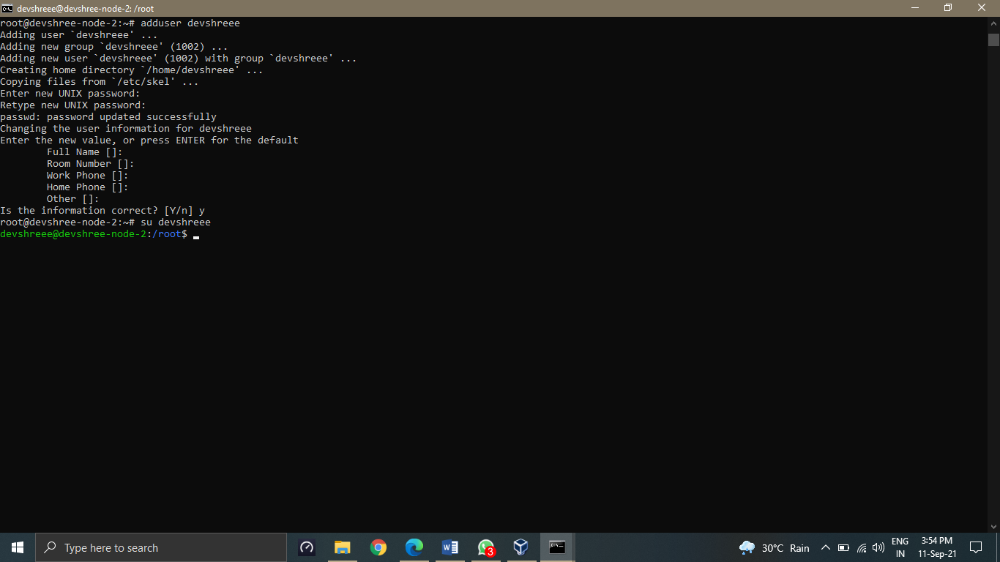 devshreee@devshree-node-2: /root
root@devshree-node-2:~# adduser devshreee
Adding user `devshreee' ...
Adding new group `devshreee' (1002) ...
Adding new user `devshreee' (1002) with group `devshreee' ...
Creating home directory `/home/devshreee' ...
Copying files from `/etc/skel' ...
Enter new UNIX password:
Retype new UNIX password:
passwd: password updated successfully
Changing the user information for devshreee
Enter the new value, or press ENTER for the default
        Full Name []:
        Room Number []:
        Work Phone []:
        Home Phone []:
        Other []:
Is the information correct? [Y/n] y
root@devshree-node-2:~# su devshreee
devshreee@devshree-node-2:/root$
Type here to search
3
30°C Rain
ENG
IN
3:54 PM
11-Sep-21